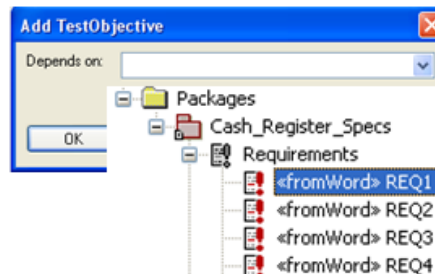 Add TestObjective
Depends on:
Packages
Cash_Register_Specs
OK
Requirements
«fromWord» REQ1
«fromWord» REQ2
«fromWord» REQ3
«fromWord» REQ4